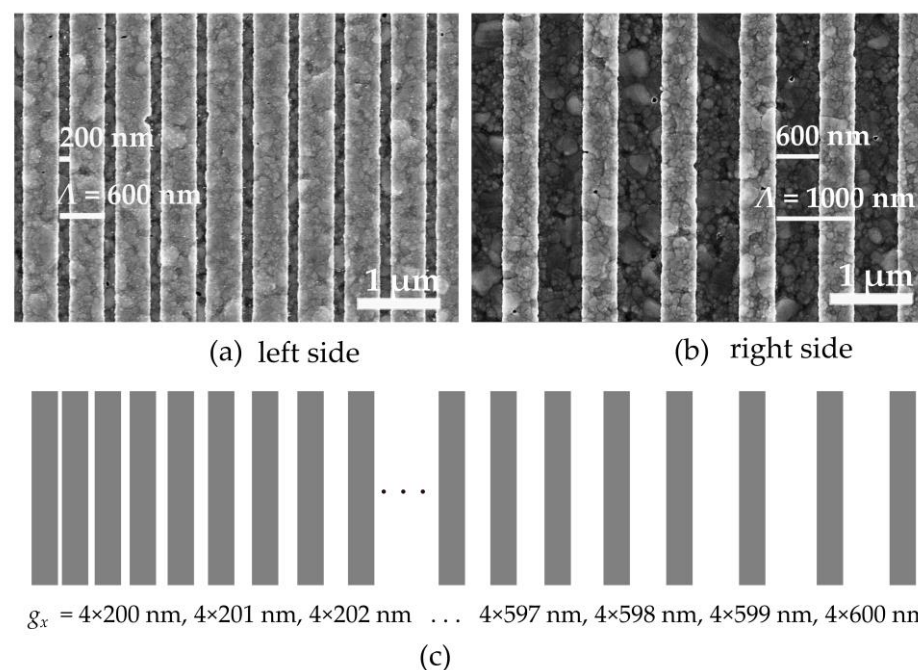 200 nm
Λ = 600 nm
1 μm
600 nm
Λ = 1000 nm
1 μm
(a) left side
(b) right side
. . .
gₓ = 4×200 nm, 4×201 nm, 4×202 nm ... 4×597 nm, 4×598 nm, 4×599 nm, 4×600 nm
(c)